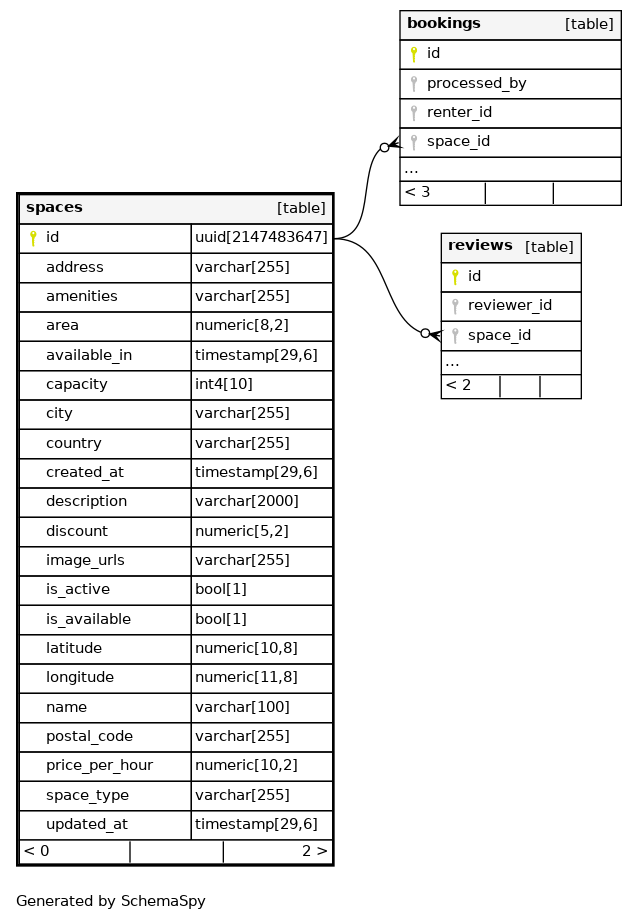 bookings [table]
id
processed_by
renter_id
space_id
...
< 3
spaces [table]
id uuid[2147483647]
address varchar[255]
amenities varchar[255]
area numeric[8,2]
available_in timestamp[29,6]
capacity int4[10]
city varchar[255]
country varchar[255]
created_at timestamp[29,6]
description varchar[2000]
discount numeric[5,2]
image_urls varchar[255]
is_active bool[1]
is_available bool[1]
latitude numeric[10,8]
longitude numeric[11,8]
name varchar[100]
postal_code varchar[255]
price_per_hour numeric[10,2]
space_type varchar[255]
updated_at timestamp[29,6]
< 0 2 >
reviews [table]
id
reviewer_id
space_id
...
< 2
Generated by SchemaSpy